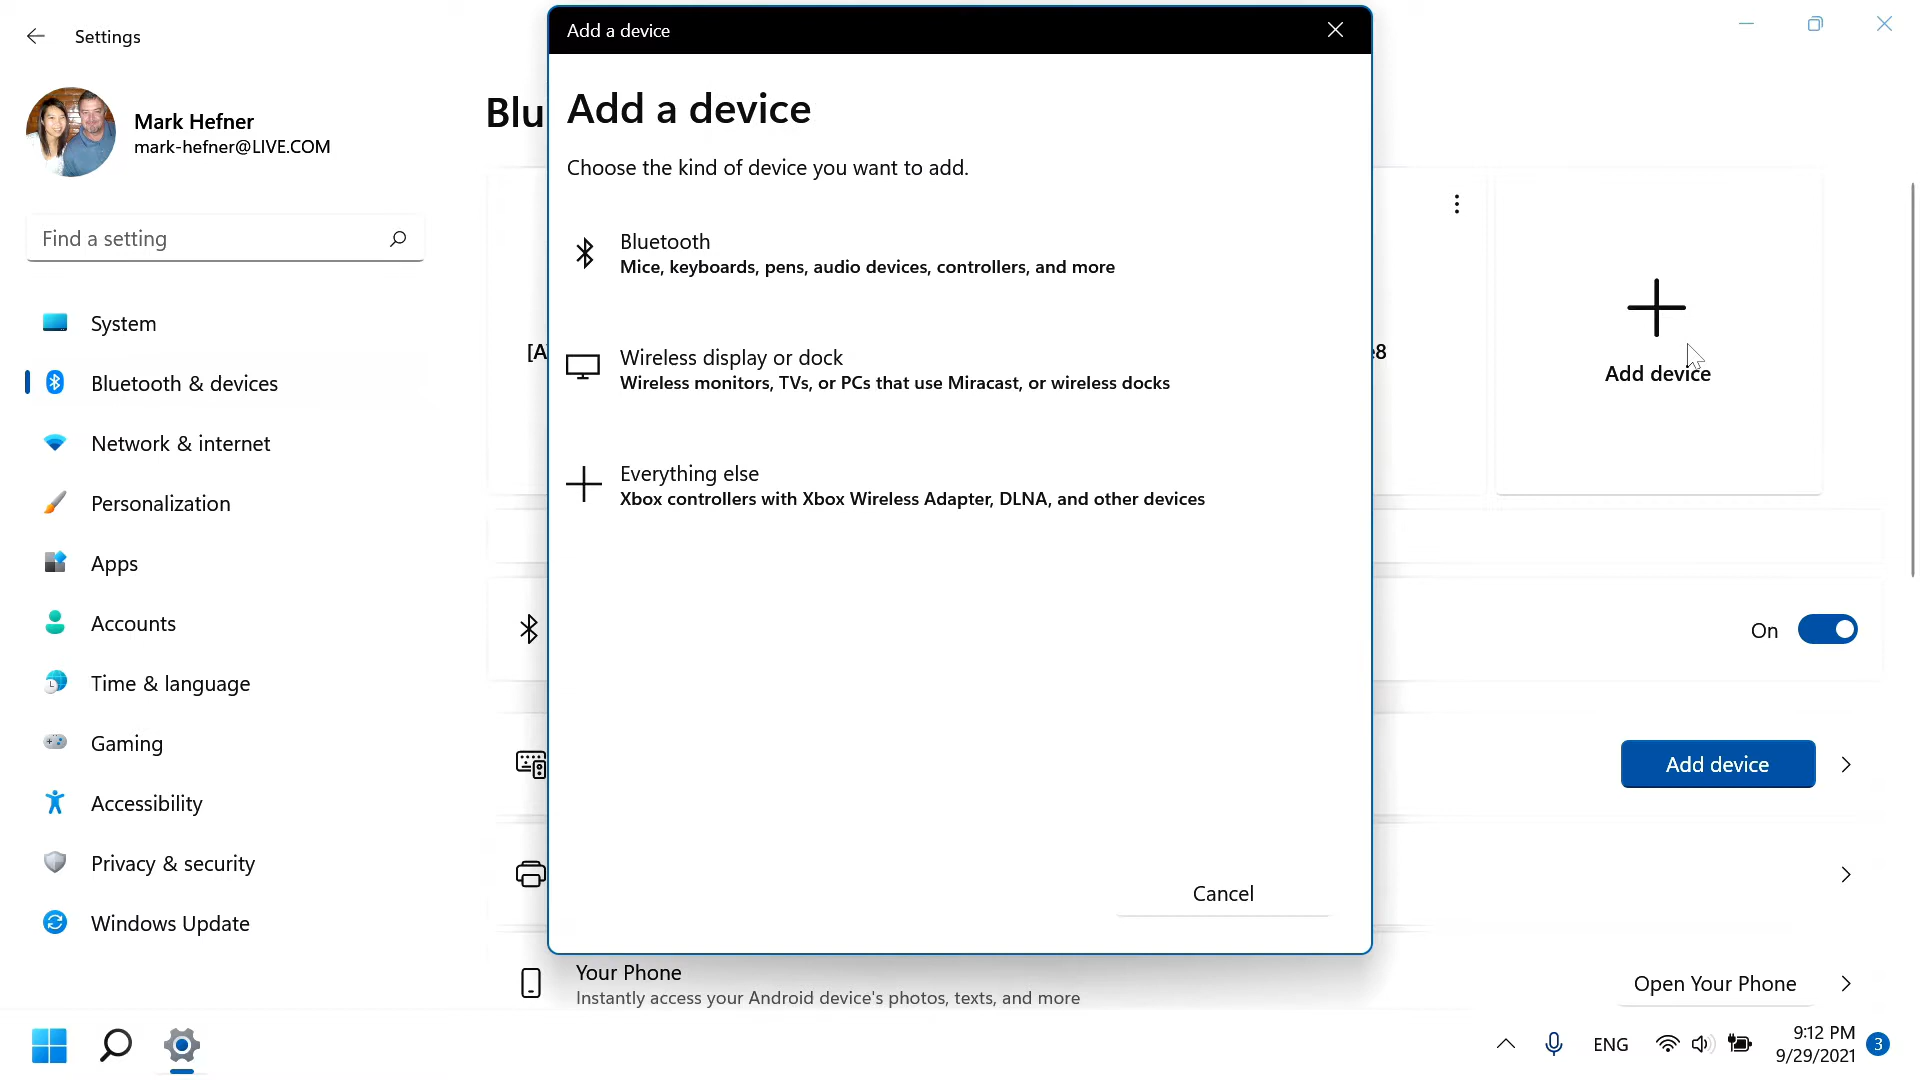 Settings
Mark Hefner
mark-hefner@LIVE.COM
Find a setting
System
Bluetooth & devices
Network & internet
Personalization
Apps
Accounts
Time & language
Gaming
Accessibility
Privacy & security
Windows Update
Blu
[A
Add a device
Add a device
Choose the kind of device you want to add.
Bluetooth
Mice, keyboards, pens, audio devices, controllers, and more
Wireless display or dock
Wireless monitors, TVs, or PCs that use Miracast, or wireless docks
Everything else
Xbox controllers with Xbox Wireless Adapter, DLNA, and other devices
Cancel
8
Add device
On
Add device
Your Phone
Instantly access your Android device's photos, texts, and more
Open Your Phone
ENG
9:12 PM
9/29/2021
3